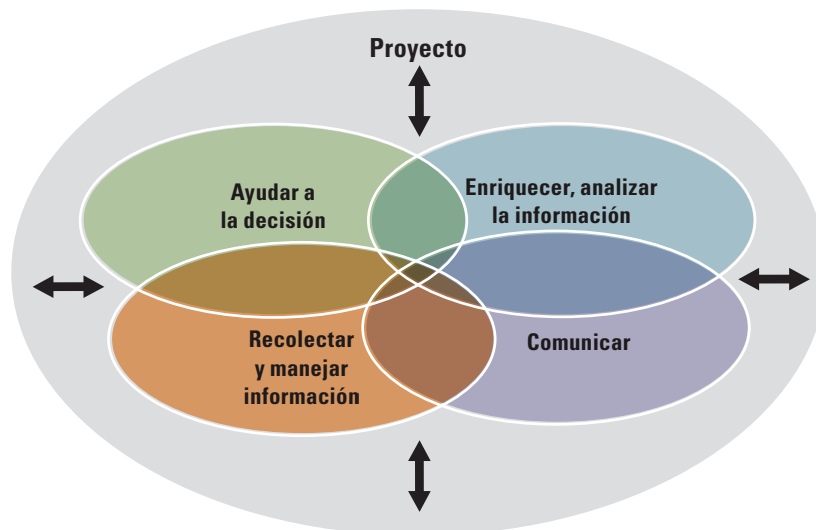 Proyecto
Ayudar a
la decisión
Enriquecer, analizar
la información
Recolectar
y manejar
información
Comunicar